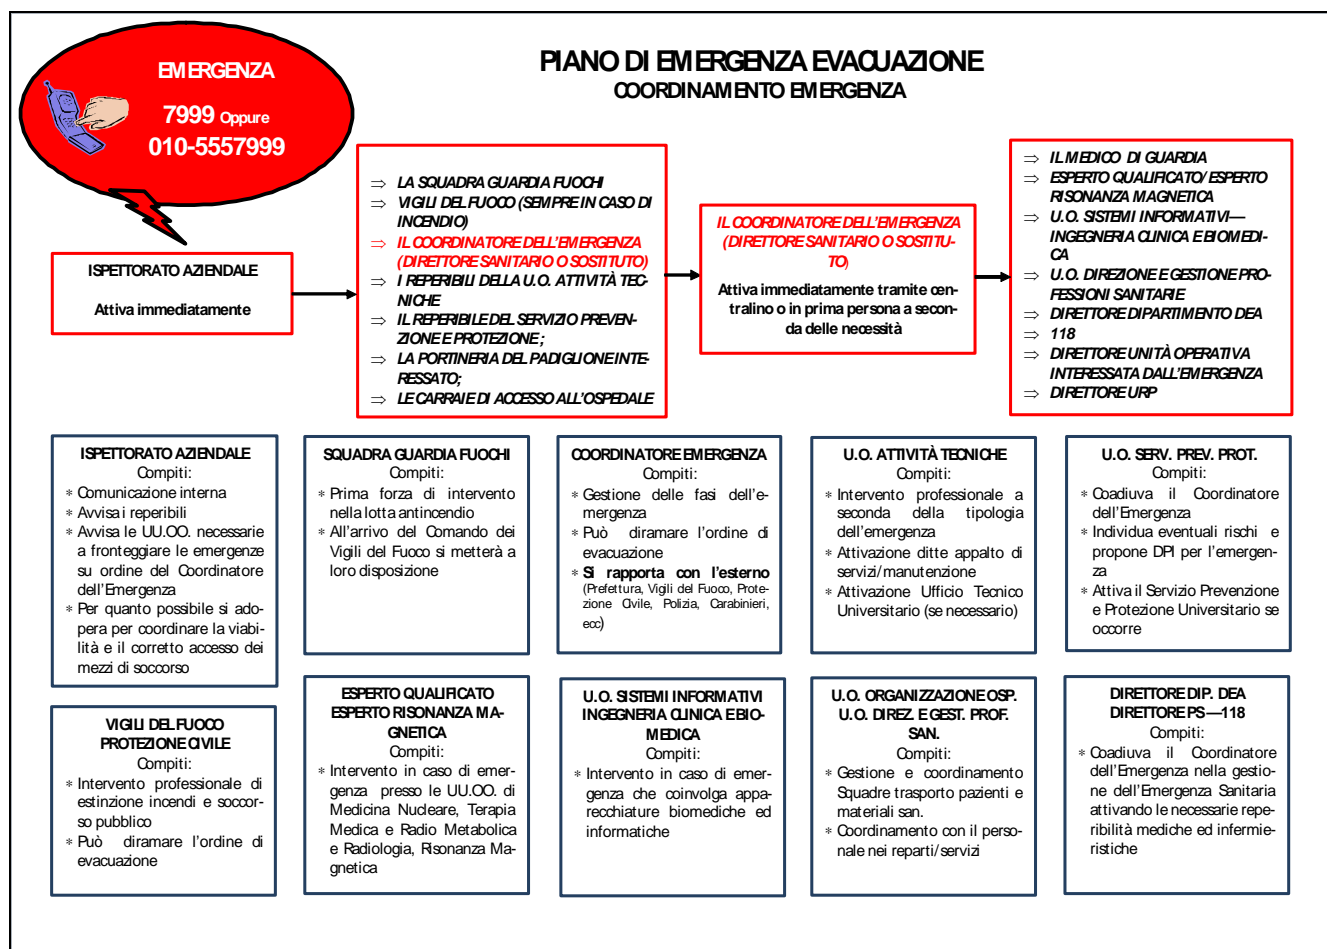 EMERGENZA
7999 Oppure
010-5557999
PIANO DI EMERGENZA EVACUAZIONE
COORDINAMENTO EMERGENZA
ISPETTORATO AZIENDALE
Attiva immediatamente
⇒ LA SQUADRA GUARDIA FUOCHI
⇒ VIGILI DEL FUOCO (SEMPRE IN CASO DI
INCENDIO)
⇒ IL COORDINATORE DELL'EMERGENZA
(DIRETTORE SANITARIO O SOSTITUTO)
⇒ I REPERIBILI DELLA U.O. ATTIVITÀ TEC-
NICHE
⇒ IL REPERIBILE DEL SERVIZIO PREVEN-
ZIONE E PROTEZIONE ;
⇒ LA PORTINERIA DEL PADIGLIONE INTE-
RESSATO;
⇒ LE CARRAIE DI ACCESSO ALL'OSPEDALE
IL COORDINATORE DELL'EMERGENZA
(DIRETTORE SANITARIO O SOSTITU-
TO)
Attiva immediatamente tramite cen-
tralino o in prima persona a secon-
da delle necessità
⇒ IL MEDICO DI GUARDIA
⇒ ESPERTO QUALIFICATO/ ESPERTO
RISONANZA MAGNETICA
⇒ U.O. SISTEMI INFORMATIVI—
INGEGNERIA CLINICA E BIOMEDI-
CA
⇒ U.O. DIREZIONE E GESTIONE PRO-
FESSIONI SANITARIE
⇒ DIRETTORE DIPARTIMENTO DEA
⇒ 118
⇒ DIRETTORE UNITÀ OPERATIVA
INTERESSATA DALL'EMERGENZA
⇒ DIRETTORE URP
ISPETTORATO AZIENDALE
Compiti:
* Comunicazione interna
* Avvisa i reperibili
* Avvisa le UU.OO. necessarie
a fronteggiare le emergenze
su ordine del Coordinatore
dell'Emergenza
* Per quanto possibile si ado-
pera per coordinare la viabi-
lità e il corretto accesso dei
mezzi di soccorso
SQUADRA GUARDIA FUOCHI
Compiti:
* Prima forza di intervento
nella lotta antincendio
* All'arrivo del Comando dei
Vigili del Fuoco si metterà a
loro disposizione
COORDINATORE EMERGENZA
Compiti:
* Gestione delle fasi dell'e-
mergenza
* Può diramare l'ordine di
evacuazione
* Si rapporta con l'esterno
(Prefettura, Vigili del Fuoco, Prote-
zione Civile, Polizia, Carabinieri,
ecc)
U.O. ATTIVITÀ TECNICHE
Compiti:
* Intervento professionale a
seconda della tipologia
dell'emergenza
* Attivazione ditte appalto di
servizi/manutenzione
* Attivazione Ufficio Tecnico
Universitario (se necessario)
U.O. SERV. PREV. PROT.
Compiti:
* Coadiuva il Coordinatore
dell'Emergenza
* Individua eventuali rischi e
propone DPI per l'emergen-
za
* Attiva il Servizio Prevenzione
e Protezione Universitario se
occorre
VIGILI DEL FUOCO
PROTEZIONE CIVILE
Compiti:
* Intervento professionale di
estinzione incendi e soccor-
so pubblico
* Può diramare l'ordine di
evacuazione
ESPERTO QUALIFICATO
ESPERTO RISONANZA MA-
GNETICA
Compiti:
* Intervento in caso di emer-
genza presso le UU.OO. di
Medicina Nucleare, Terapia
Medica e Radio Metabolica
e Radiologia, Risonanza Ma-
gnetica
U.O. SISTEMI INFORMATIVI
INGEGNERIA CLINICA E BIO-
MEDICA
Compiti:
* Intervento in caso di emer-
genza che coinvolga appa-
recchiature biomediche ed
informatiche
U.O. ORGANIZZAZIONE OSP.
U.O. DIREZ. E GEST. PROF.
SAN.
Compiti:
* Gestione e coordinamento
Squadre trasporto pazienti e
materiali san.
* Coordinamento con il perso-
nale nei reparti/servizi
DIRETTORE DIP. DEA
DIRETTORE PS —118
Compiti:
* Coadiuva il Coordinatore
dell'Emergenza nella gestio-
ne dell'Emergenza Sanitaria
attivando le necessarie repe-
ribilità mediche ed infermie-
ristiche